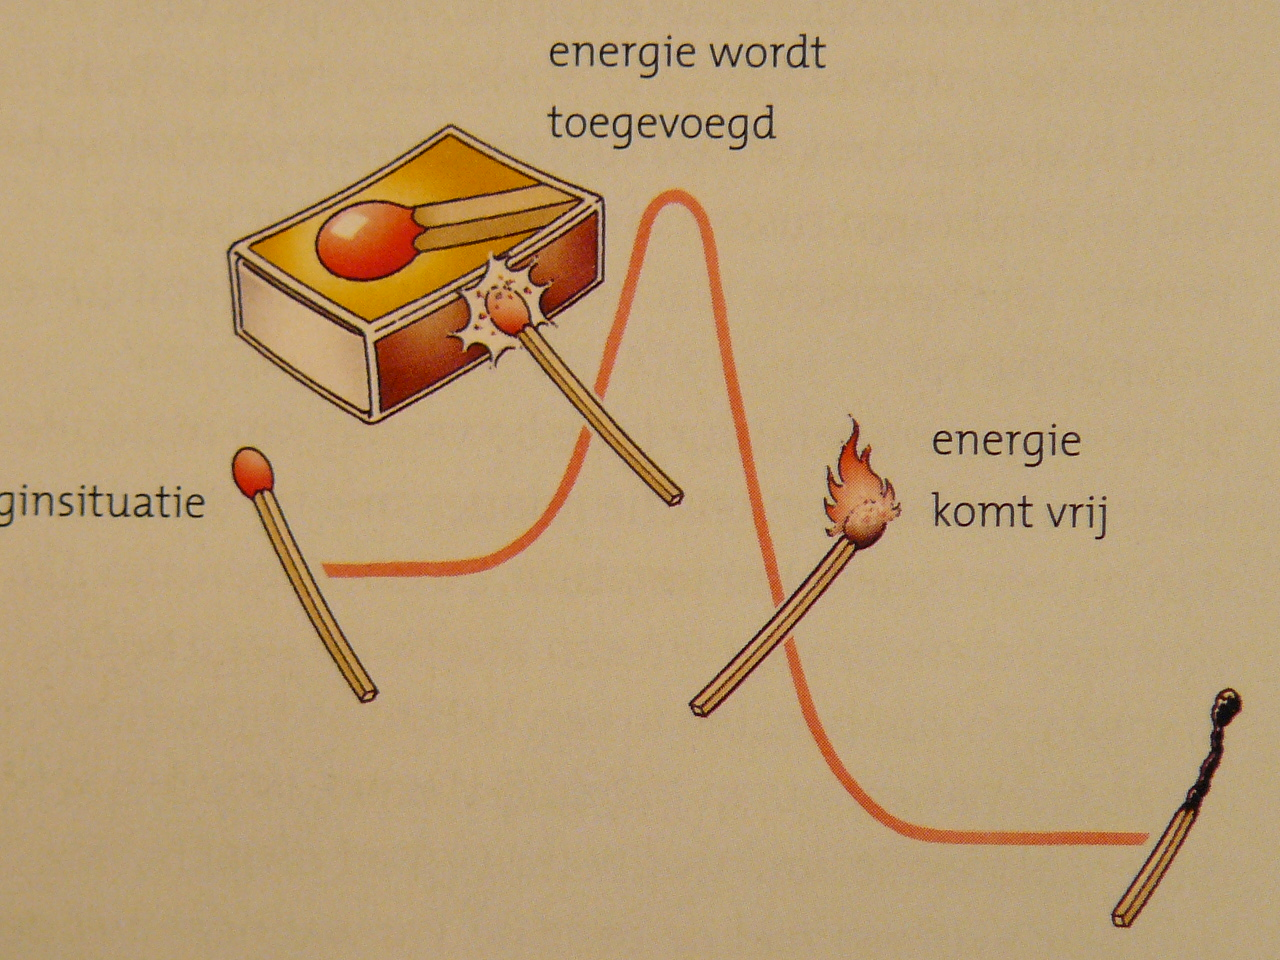 energie wordt
toegevoegd
ginsituatie
energie
komt vrij